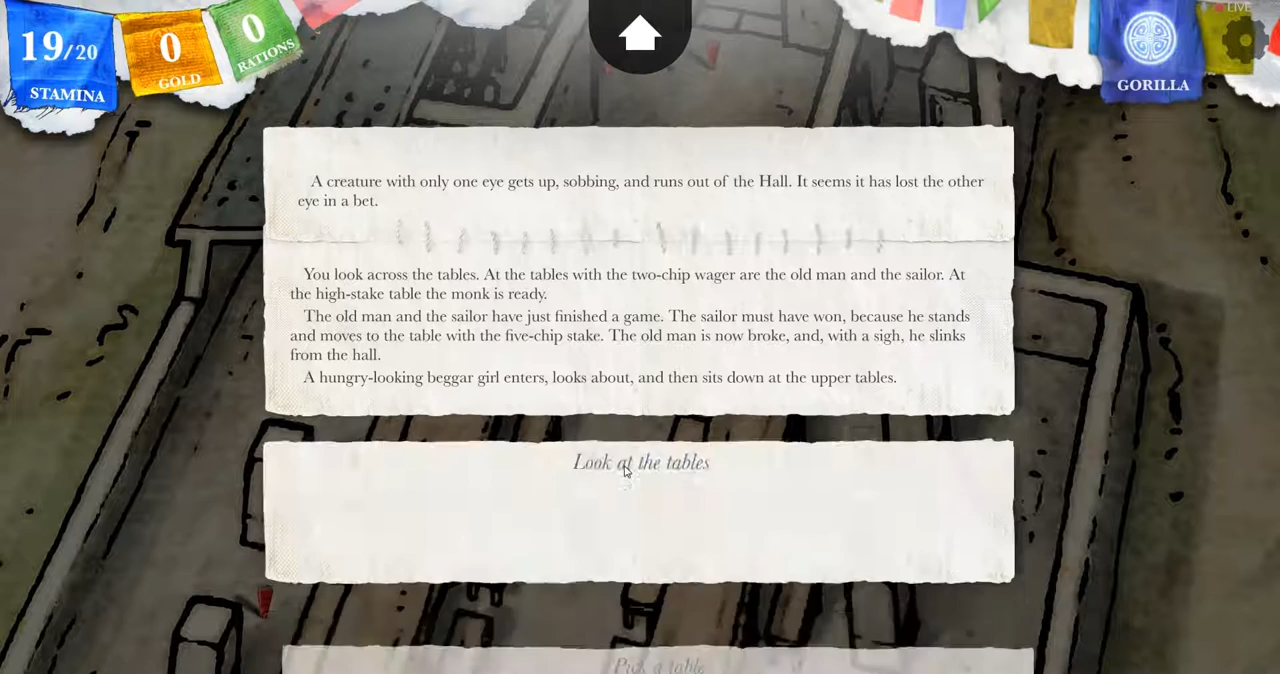 19/20
STAMINA
0
GOLD
0
RATIONS
LIVE
GORILLA
A creature with only one eye gets up, sobbing, and runs out of the Hall. It seems it has lost the other
eye in a bet.
You look across the tables. At the tables with the two-chip wager are the old man and the sailor. At
the high-stake table the monk is ready.
The old man and the sailor have just finished a game. The sailor must have won, because he stands
and moves to the table with the five-chip stake. The old man is now broke, and, with a sigh, he slinks
from the hall.
A hungry-looking beggar girl enters, looks about, and then sits down at the upper tables.
Look at the tables
Pick a table